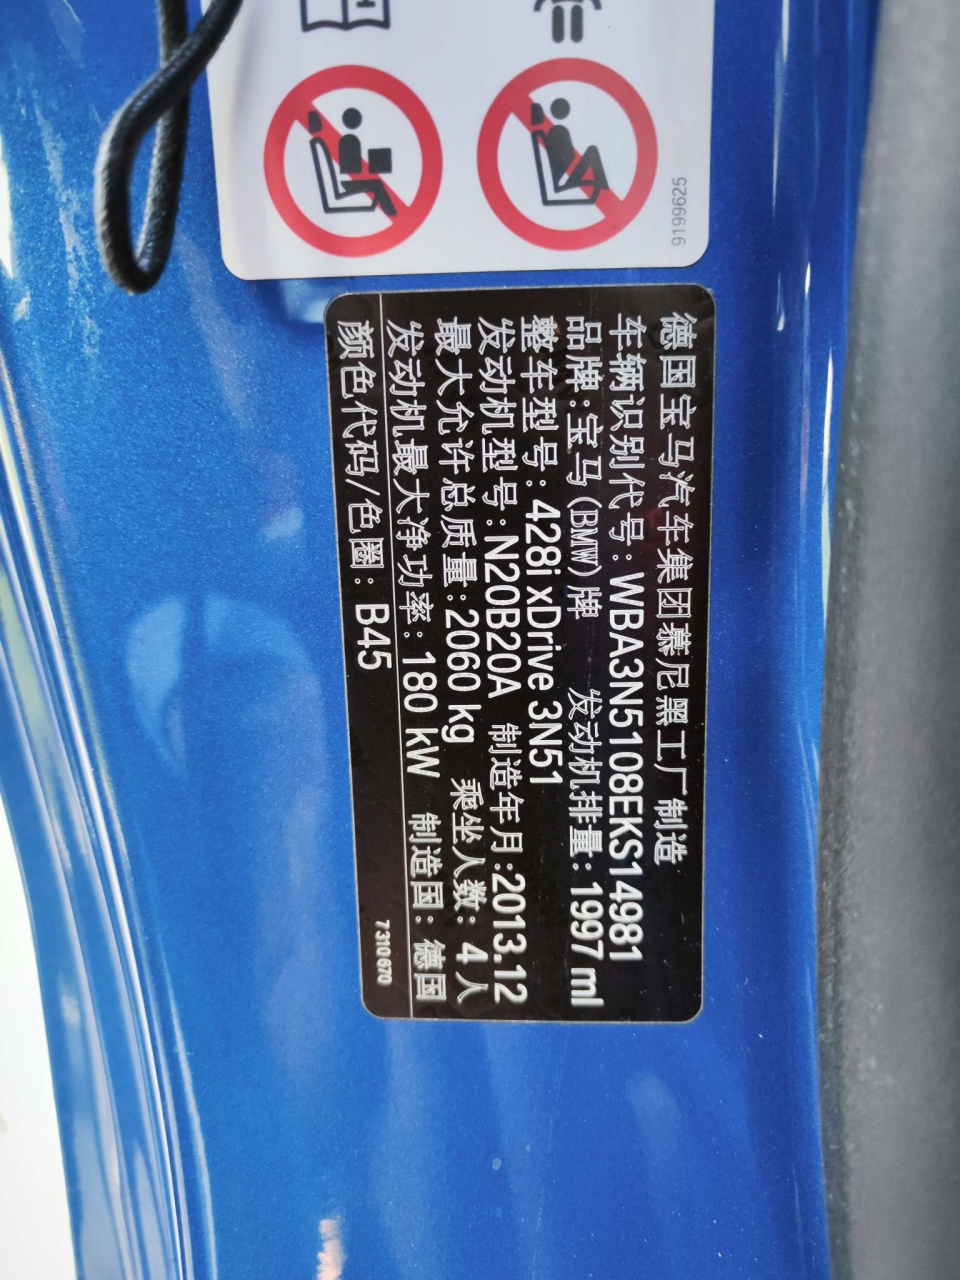 9199625
德国宝马汽车集团慕尼黑工厂制造
车辆识别代号: WBA3N5108EKS14981
品牌:宝马(BMW)牌 发动机排量:1997 ml
整车型号: 428i xDrive 3N51
发动机型号:N20B20A 制造年月:2013.12
最大允许总质量:2060 kg 乘坐人数: 4 人
发动机最大净功率: 180 kW 制造国: 德国
颜色代码/色圈: B45
7310670